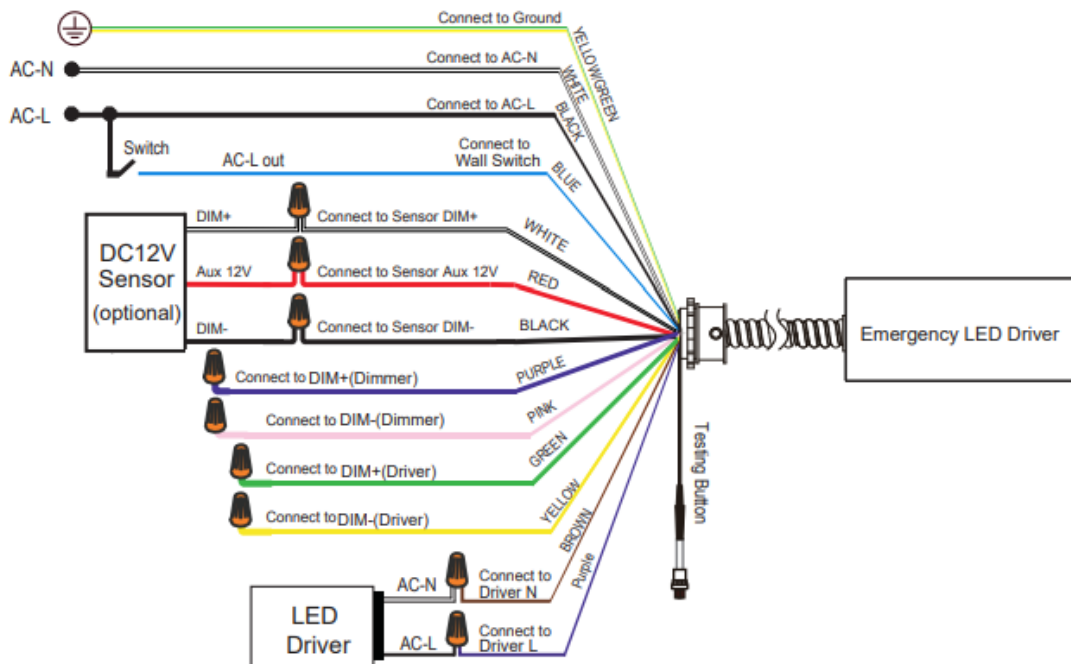 Connect to Ground
YELLOW/GREEN
AC-N
Connect to AC-N
WHITE
AC-L
Connect to AC-L
BLACK
Switch
AC-L out
Connect to
Wall Switch
BLUE
DC12V
Sensor
(optional)
DIM+
Connect to Sensor DIM+
WHITE
Aux 12V
Connect to Sensor Aux 12V
RED
DIM-
Connect to Sensor DIM-
BLACK
Emergency LED Driver
Connect to DIM+(Dimmer)
PURPLE
Connect to DIM-(Dimmer)
PINK
Connect to DIM+(Driver)
GREEN
Connect to DIM-(Driver)
YELLOW
Testing Button
LED
Driver
AC-N
Connect to
Driver N
BROWN
AC-L
Connect to
Driver L
Purple